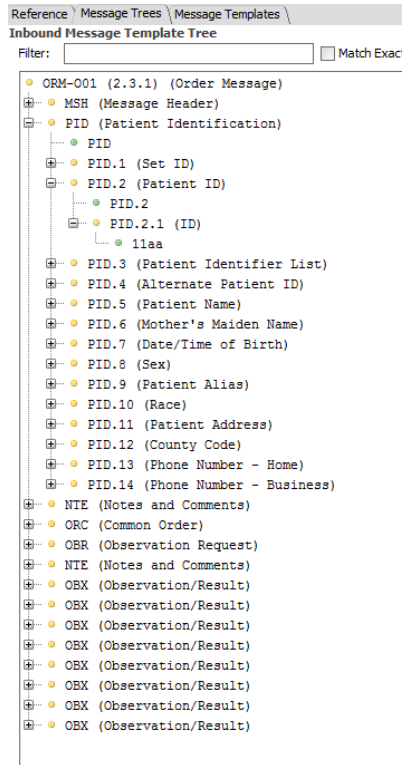 Reference Message Trees Message Templates
Inbound Message Template Tree
Filter: Match Exact
ORM-O01 (2.3.1) (Order Message)
MSH (Message Header)
PID (Patient Identification)
PID
PID.1 (Set ID)
PID.2 (Patient ID)
PID.2
PID.2.1 (ID)
11aa
PID.3 (Patient Identifier List)
PID.4 (Alternate Patient ID)
PID.5 (Patient Name)
PID.6 (Mother's Maiden Name)
PID.7 (Date/Time of Birth)
PID.8 (Sex)
PID.9 (Patient Alias)
PID.10 (Race)
PID.11 (Patient Address)
PID.12 (County Code)
PID.13 (Phone Number - Home)
PID.14 (Phone Number - Business)
NTE (Notes and Comments)
ORC (Common Order)
OBR (Observation Request)
NTE (Notes and Comments)
OBX (Observation/Result)
OBX (Observation/Result)
OBX (Observation/Result)
OBX (Observation/Result)
OBX (Observation/Result)
OBX (Observation/Result)
OBX (Observation/Result)
OBX (Observation/Result)